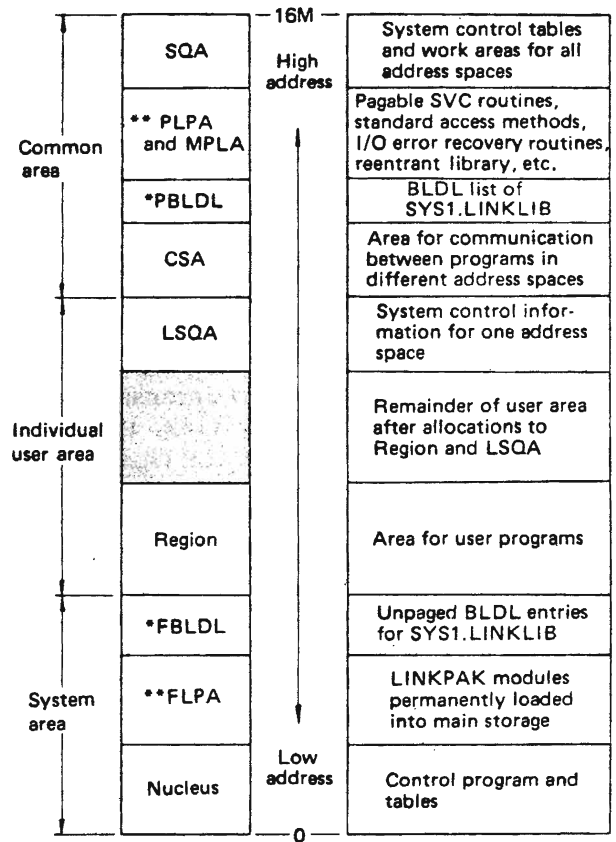 16M
SQA
High
address
System control tables
and work areas for all
address spaces
Common
area
** PLPA
and MPLA
Pagable SVC routines,
standard access methods,
I/O error recovery routines,
reentrant library, etc.
*PBLDL
BLDL list of
SYS1.LINKLIB
CSA
Area for communication
between programs in
different address spaces
LSQA
System control infor-
mation for one address
space
Individual
user area
Remainder of user area
after allocations to
Region and LSQA
Region
Area for user programs
*FBLDL
Unpaged BLDL entries
for SYS1.LINKLIB
System
area
**FLPA
LINKPAK modules
permanently loaded
into main storage
Low
address
Nucleus
Control program and
tables
0